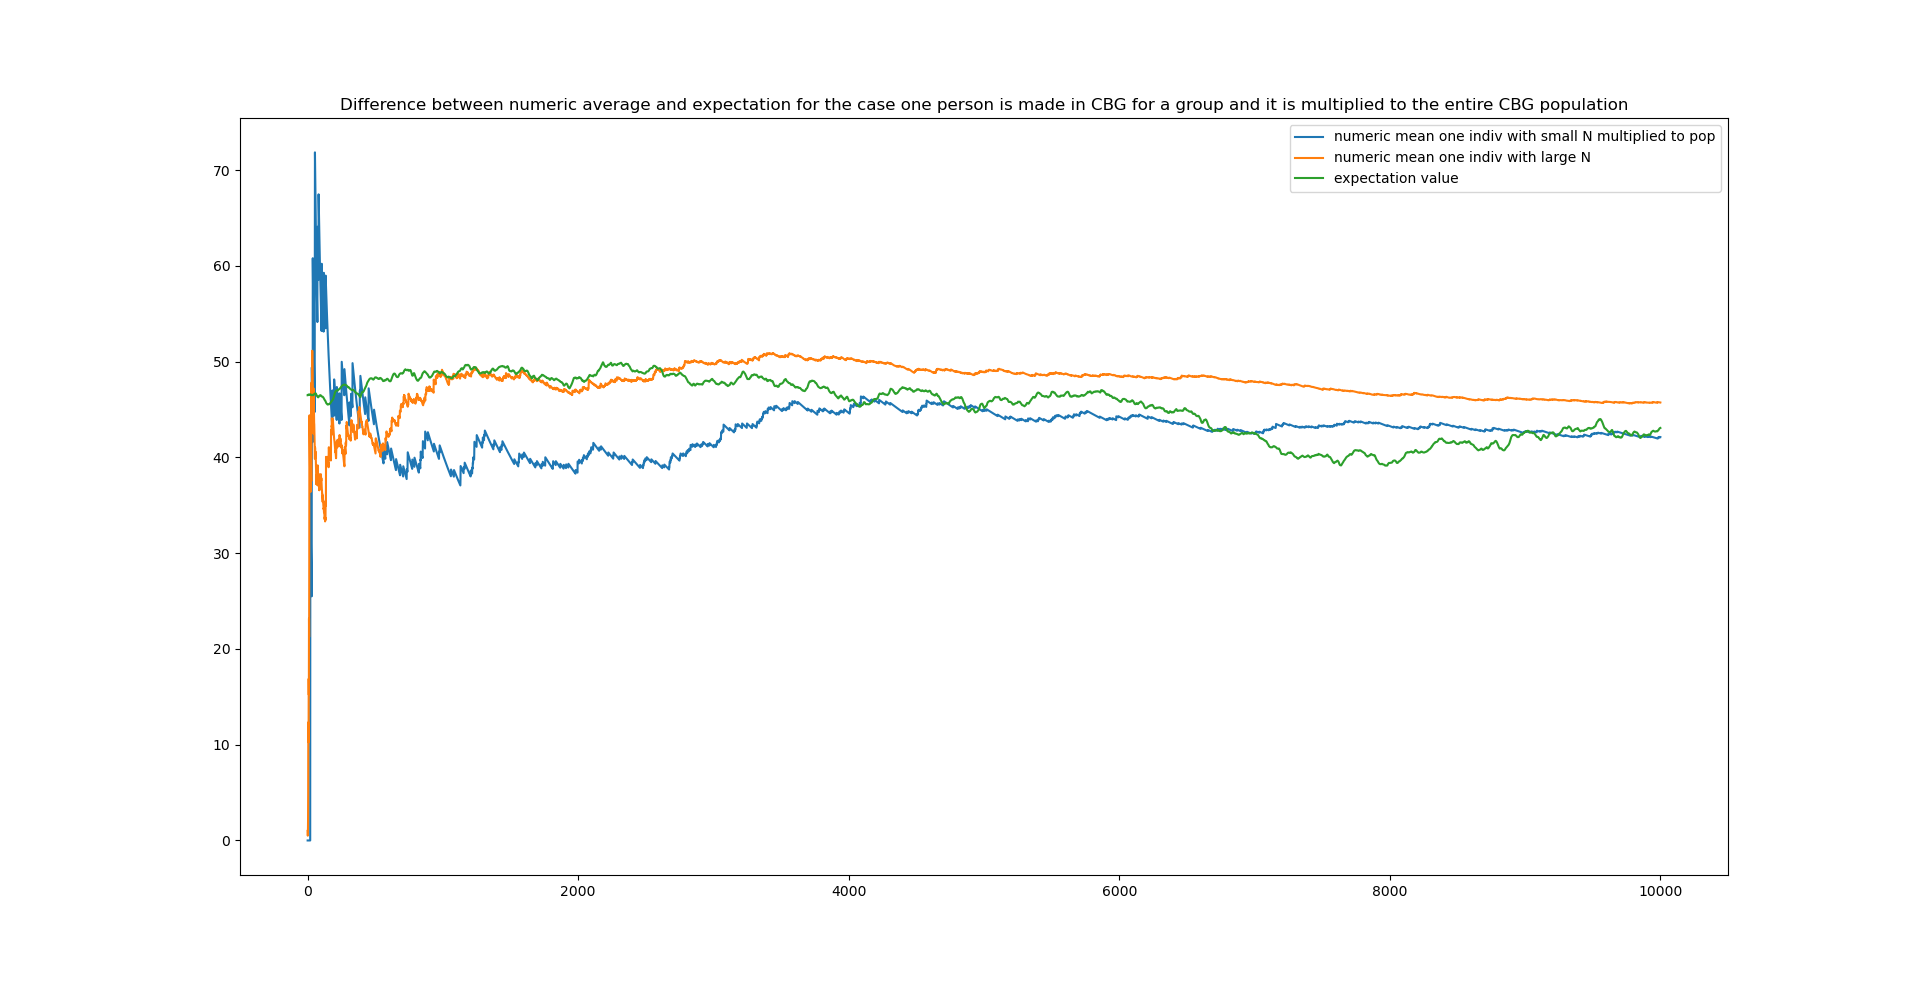 Difference between numeric average and expectation for the case one person is made in CBG for a group and it is multiplied to the entire CBG population
numeric mean one indiv with small N multiplied to pop
numeric mean one indiv with large N
expectation value
70
60
50
40
30
20
10
0
0 2000 4000 6000 8000 10000